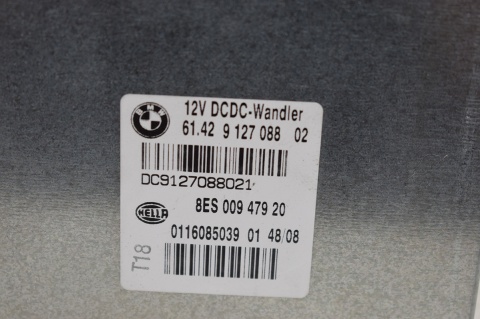 BMW
12V DCDC-Wandler
61.42 9 127 088 02
DC9127088021
8ES 009 479 20
HELLA
0116085039 01 48/08
T18